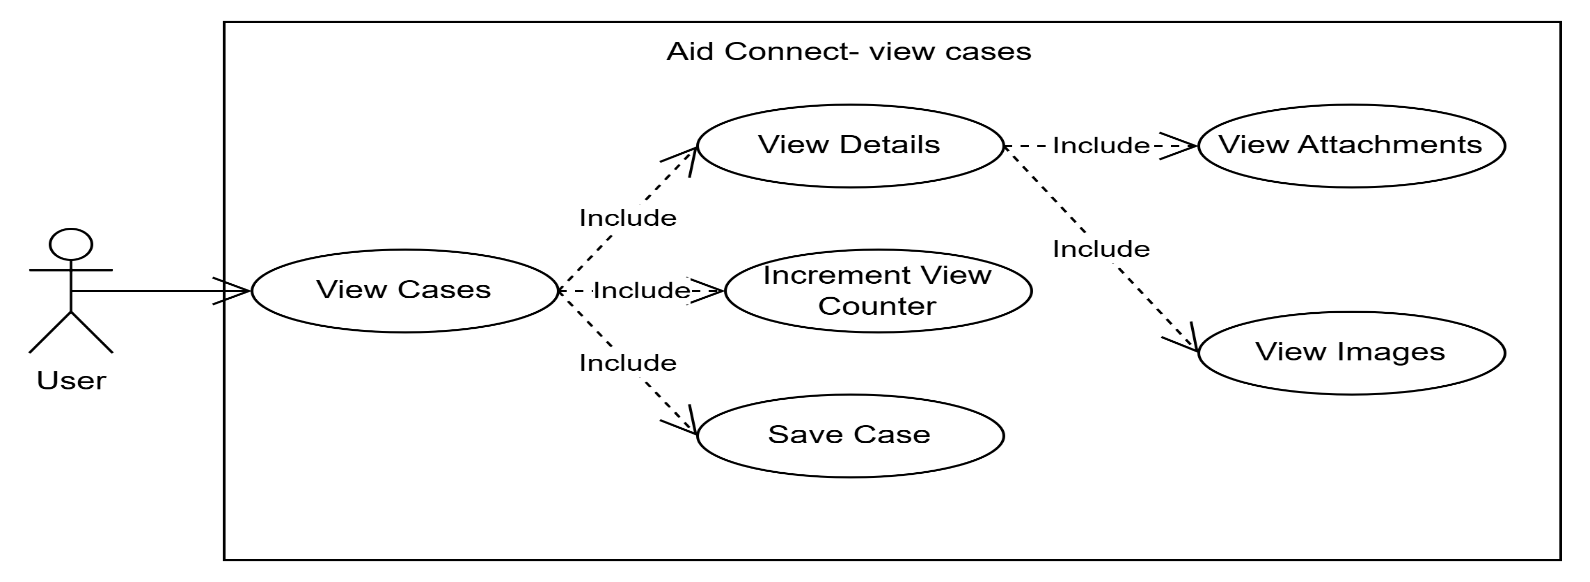 Aid Connect- view cases
View Details
Include
View Attachments
Include
Include
View Cases
Include
Increment View
Counter
Include
View Images
User
Save Case